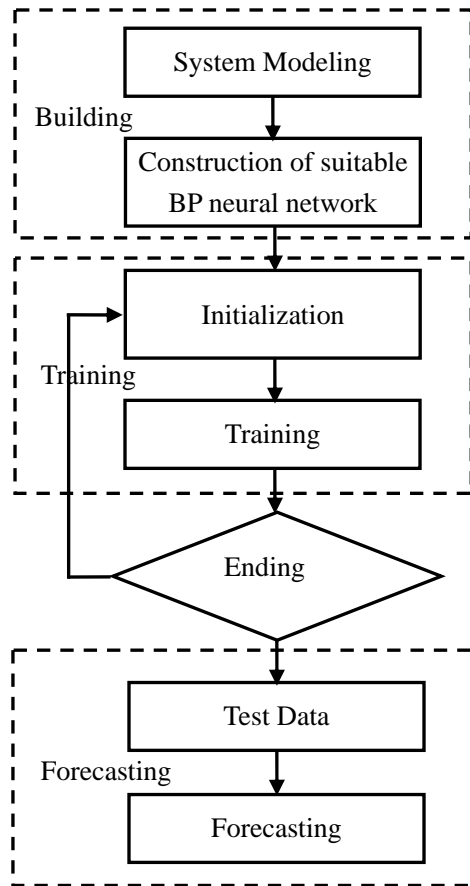 System Modeling
Building
Construction of suitable
BP neural network
Initialization
Training
Training
Ending
Test Data
Forecasting
Forecasting